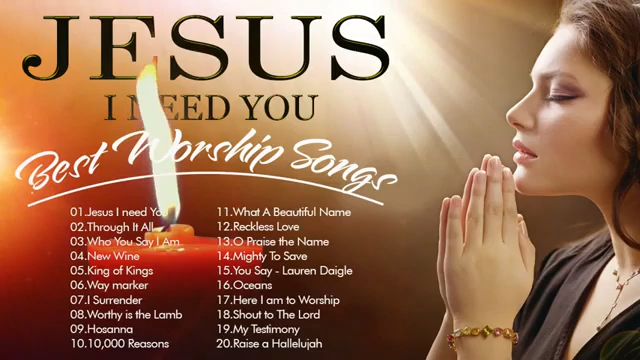 JESUS
I NEED YOU
Best Worship Songs
01.Jesus I need You
02.Through It All
03.Who You Say I Am
04.New Wine
05.King of Kings
06.Way marker
07.I Surrender
08.Worthy is the Lamb
09.Hosanna
10.10,000 Reasons
11.What A Beautiful Name
12.Reckless Love
13.O Praise the Name
14.Mighty To Save
15.You Say - Lauren Daigle
16.Oceans
17.Here I am to Worship
18.Shout to The Lord
19.My Testimony
20.Raise a Hallelujah